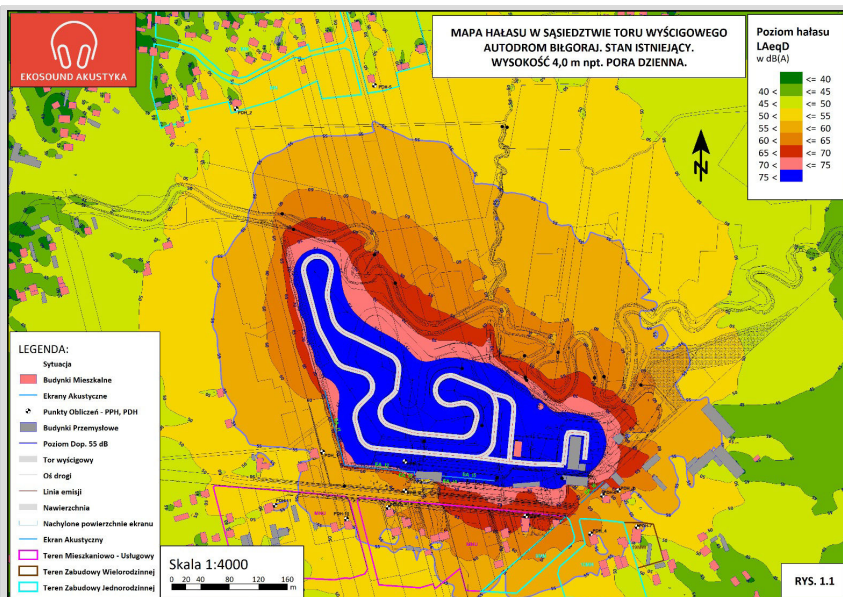 EKOSOUND AKUSTYKA
MAPA HAŁASU W SĄSIEDZTWIE TORU WYŚCIGOWEGO
AUTODROM BIŁGORAJ. STAN ISTNIEJĄCY.
WYSOKOŚĆ 4,0 m npt. PORA DZIENNA.
Poziom hałasu
LAeqD
w dB(A)
<= 40
40 < <= 45
45 < <= 50
50 < <= 55
55 < <= 60
60 < <= 65
65 < <= 70
70 < <= 75
75 <
N
PDH_2
LEGENDA:
Sytuacja
Budynki Mieszkalne
Ekrany Akustyczne
Punkty Obliczeń - PPH, PDH
Budynki Przemysłowe
Poziom Dop. 55 dB
Tor wyścigowy
Oś drogi
Linia emisji
Nawierzchnia
Nachylone powierzchnie ekranu
Ekran Akustyczny
Teren Mieszkaniowo - Usługowy
Teren Zabudowy Wielorodzinnej
Teren Zabudowy Jednorodzinnej
Skala 1:4000
0 20 40 80 120 160
m
RYS. 1.1